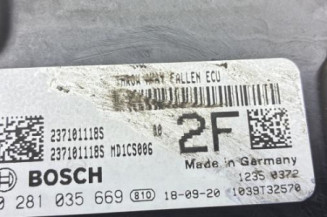 THROW AWAY FALLEN ECU
237101118S 00
237101118S MD1CS006
2F
Made in Germany
BOSCH 1235 0372
0 281 035 669 810 18-09-20 1039T32570